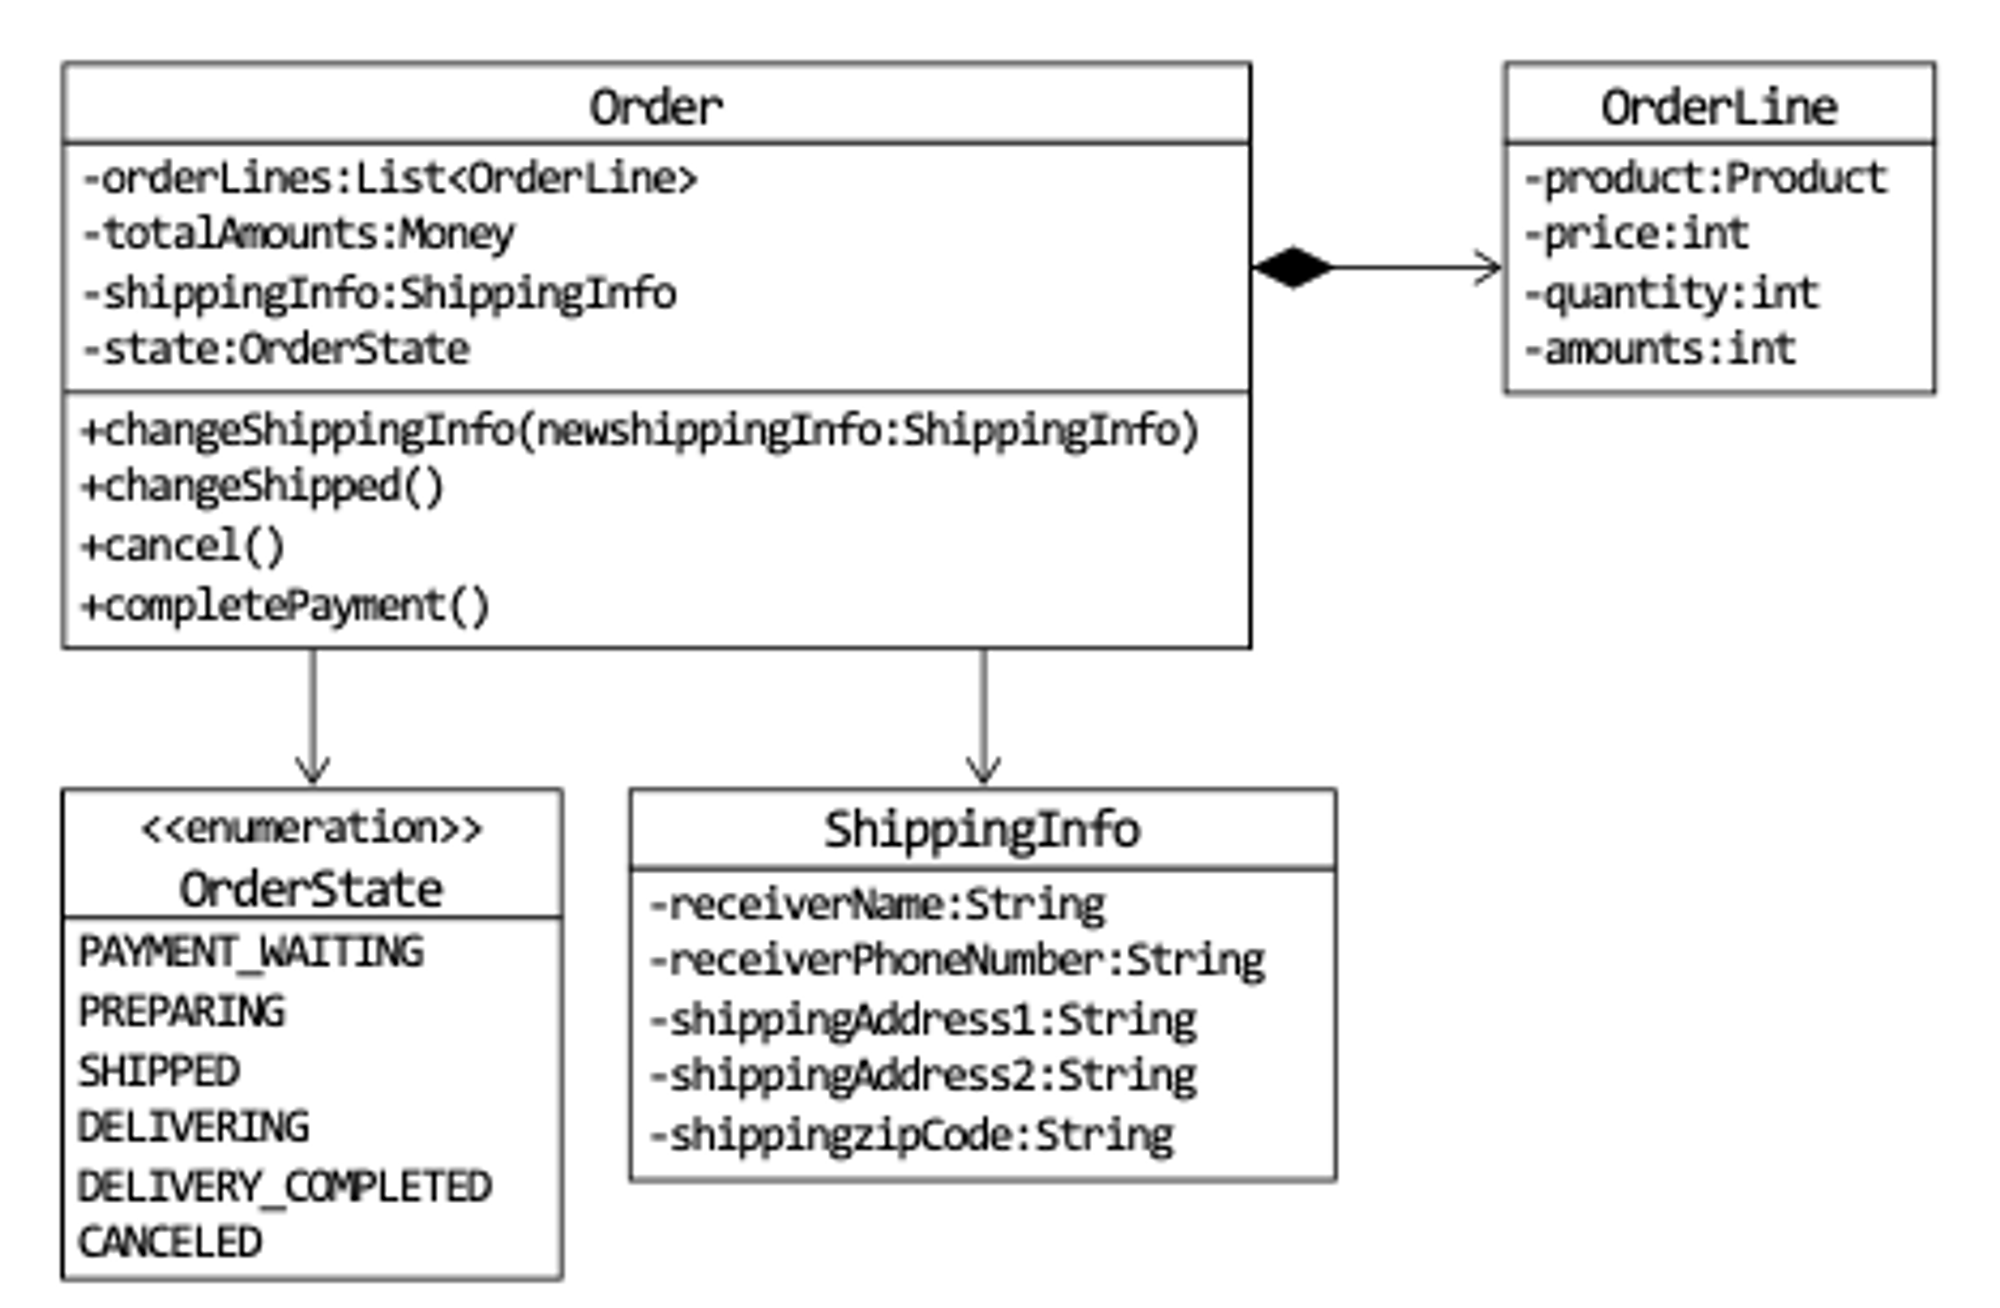 Order
-orderLines:List<OrderLine>
-totalAmounts:Money
-shippingInfo:ShippingInfo
-state:OrderState
+changeShippingInfo(newshippingInfo:ShippingInfo)
+changeShipped()
+cancel()
+completePayment()
OrderLine
-product:Product
-price:int
-quantity:int
-amounts:int
<<enumeration>>
OrderState
PAYMENT_WAITING
PREPARING
SHIPPED
DELIVERING
DELIVERY_COMPLETED
CANCELED
ShippingInfo
-receiverName:String
-receiverPhoneNumber:String
-shippingAddress1:String
-shippingAddress2:String
-shippingzipCode:String